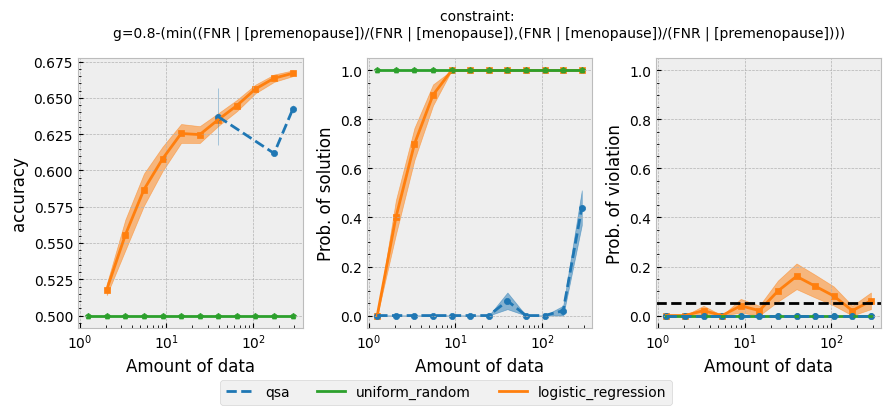 constraint:
g=0.8-(min((FNR | [premenopause])/(FNR | [menopause]),(FNR | [menopause])/(FNR | [premenopause])))
accuracy
0.675
0.650
0.625
0.600
0.575
0.550
0.525
0.500
10⁰ 10¹ 10²
Amount of data
Prob. of solution
1.0
0.8
0.6
0.4
0.2
0.0
10⁰ 10¹ 10²
Amount of data
Prob. of violation
1.0
0.8
0.6
0.4
0.2
0.0
10⁰ 10¹ 10²
Amount of data
qsa uniform_random logistic_regression